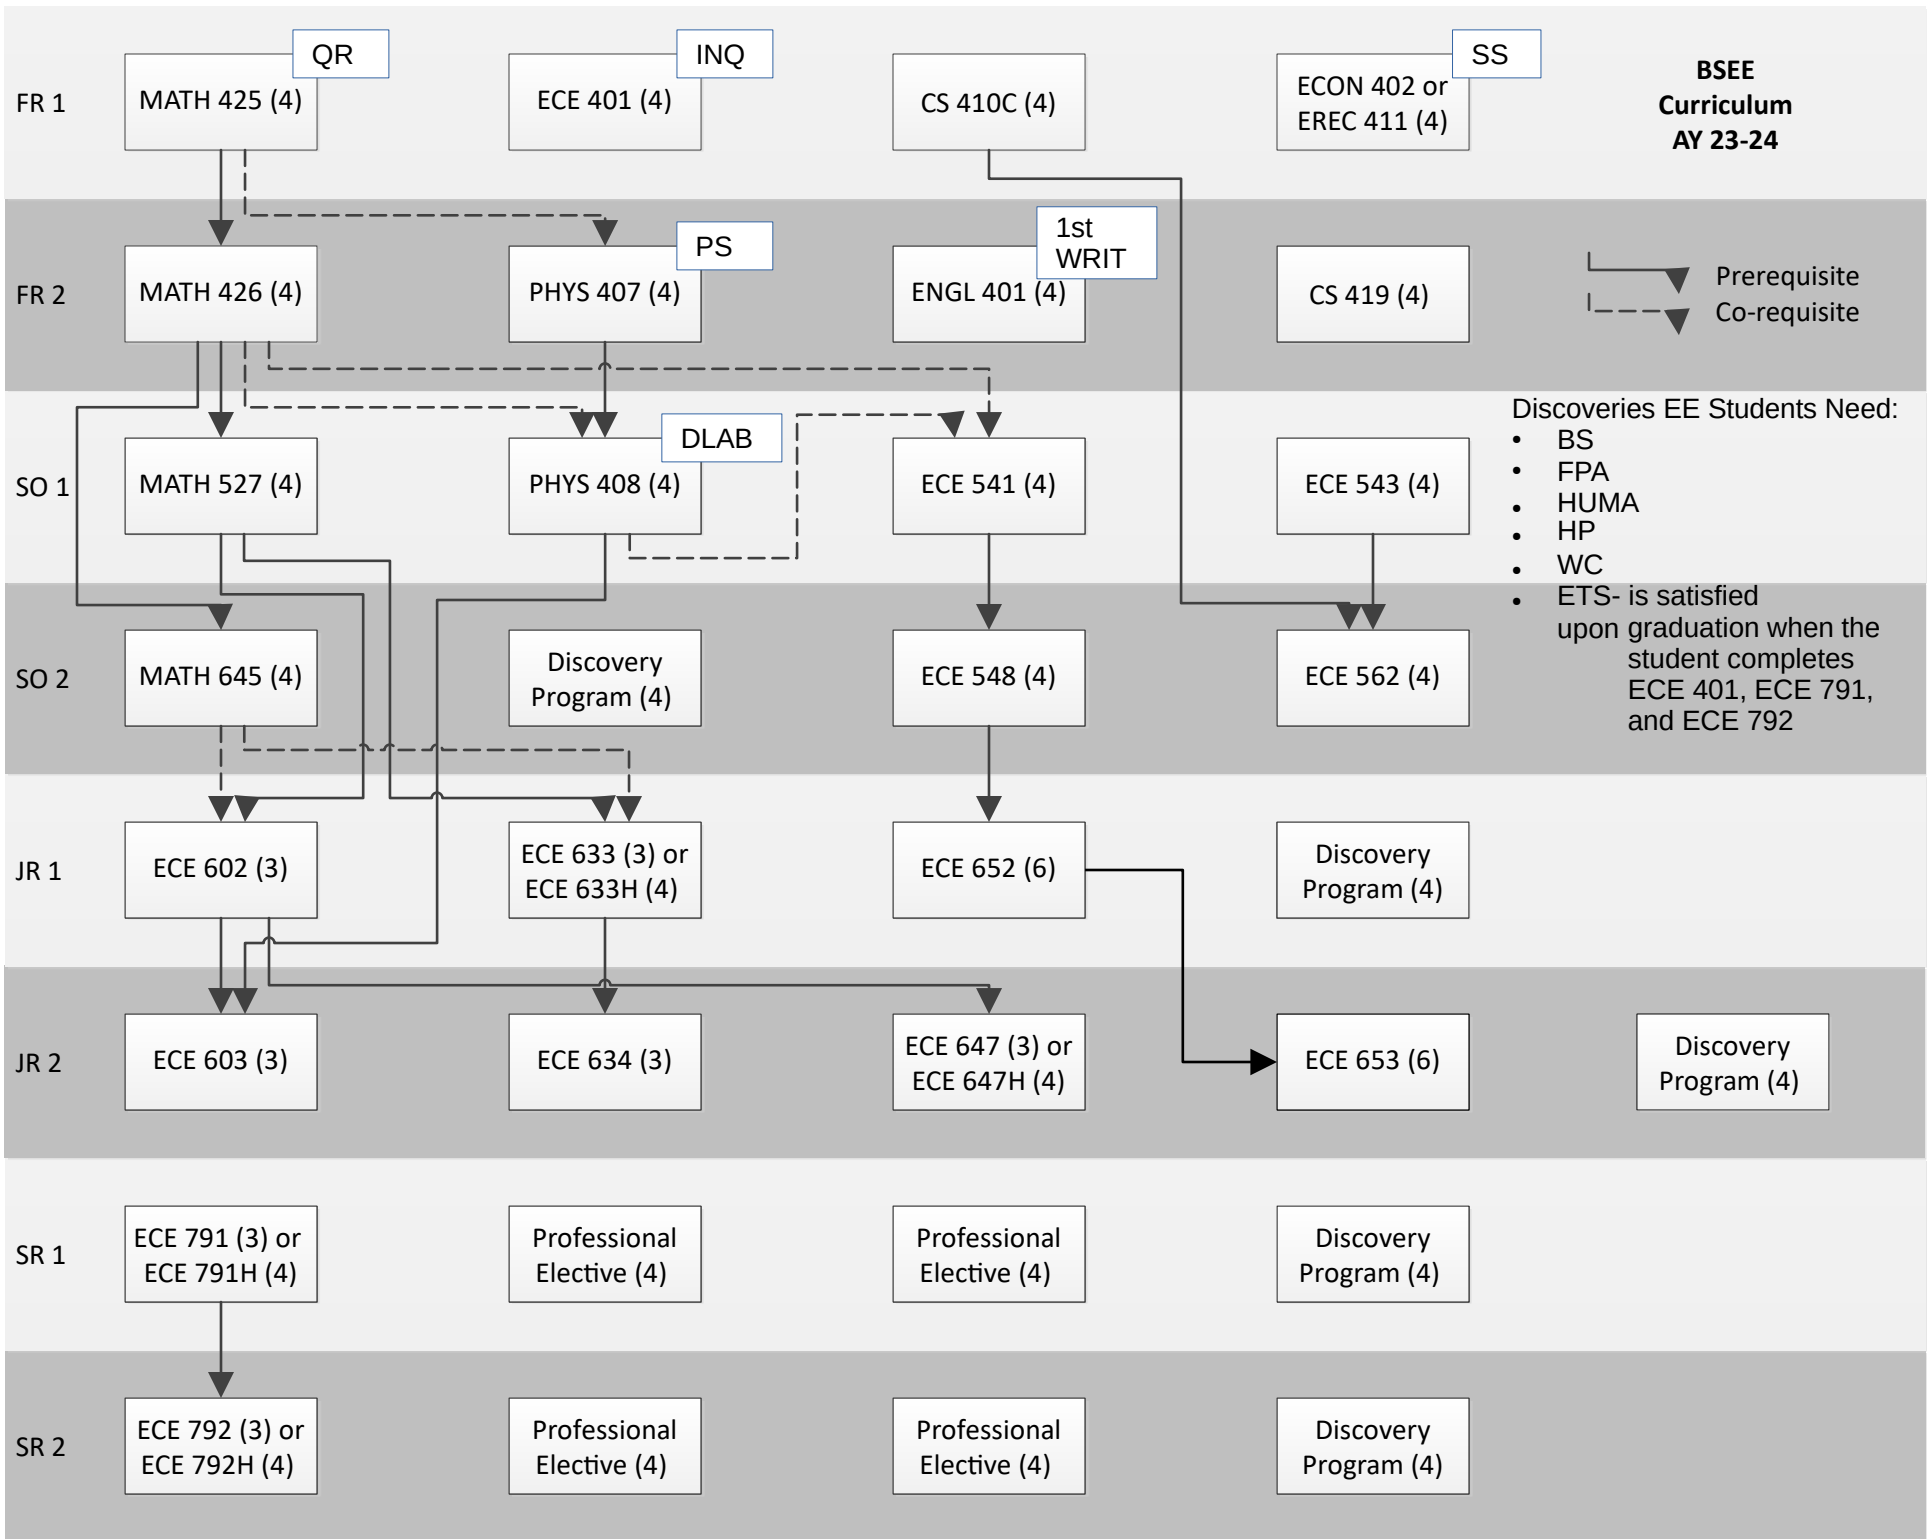 QR
INQ
SS
FR 1
MATH 425 (4)
ECE 401 (4)
CS 410C (4)
ECON 402 or
EREC 411 (4)
BSEE
Curriculum
AY 23-24
PS
1st
WRIT
FR 2
MATH 426 (4)
PHYS 407 (4)
ENGL 401 (4)
CS 419 (4)
Prerequisite
Co-requisite
DLAB
SO 1
MATH 527 (4)
PHYS 408 (4)
ECE 541 (4)
ECE 543 (4)
Discoveries EE Students Need:
• BS
• FPA
• HUMA
• HP
• WC
• ETS- is satisfied
upon graduation when the
student completes
ECE 401, ECE 791,
and ECE 792
SO 2
MATH 645 (4)
Discovery
Program (4)
ECE 548 (4)
ECE 562 (4)
JR 1
ECE 602 (3)
ECE 633 (3) or
ECE 633H (4)
ECE 652 (6)
Discovery
Program (4)
JR 2
ECE 603 (3)
ECE 634 (3)
ECE 647 (3) or
ECE 647H (4)
ECE 653 (6)
Discovery
Program (4)
SR 1
ECE 791 (3) or
ECE 791H (4)
Professional
Elective (4)
Professional
Elective (4)
Discovery
Program (4)
SR 2
ECE 792 (3) or
ECE 792H (4)
Professional
Elective (4)
Professional
Elective (4)
Discovery
Program (4)